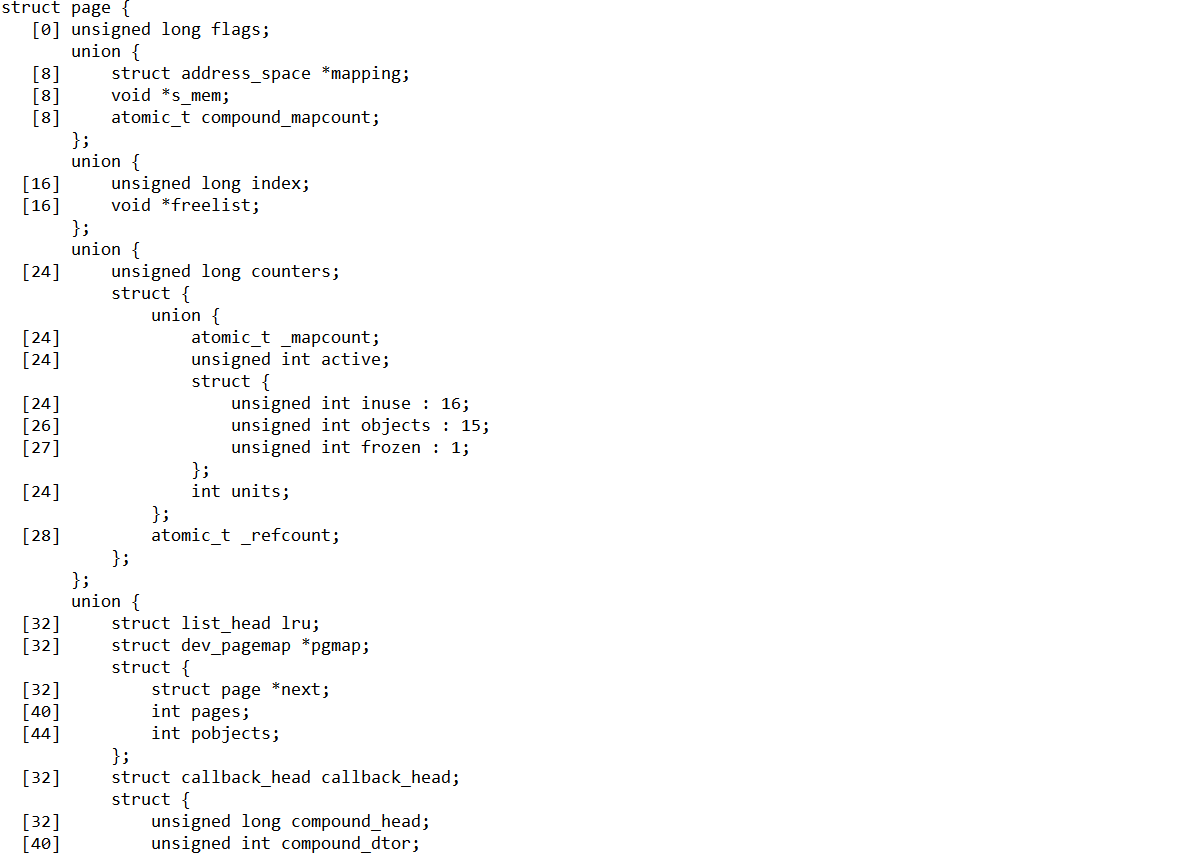 struct page {
   [0] unsigned long flags;
       union {
   [8]     struct address_space *mapping;
   [8]     void *s_mem;
   [8]     atomic_t compound_mapcount;
       };
       union {
  [16]     unsigned long index;
  [16]     void *freelist;
       };
       union {
  [24]     unsigned long counters;
           struct {
               union {
  [24]             atomic_t _mapcount;
  [24]             unsigned int active;
                   struct {
  [24]                 unsigned int inuse : 16;
  [26]                 unsigned int objects : 15;
  [27]                 unsigned int frozen : 1;
                   };
  [24]             int units;
               };
  [28]         atomic_t _refcount;
           };
       };
       union {
  [32]     struct list_head lru;
  [32]     struct dev_pagemap *pgmap;
           struct {
  [32]         struct page *next;
  [40]         int pages;
  [44]         int pobjects;
           };
  [32]     struct callback_head callback_head;
           struct {
  [32]         unsigned long compound_head;
  [40]         unsigned int compound_dtor;